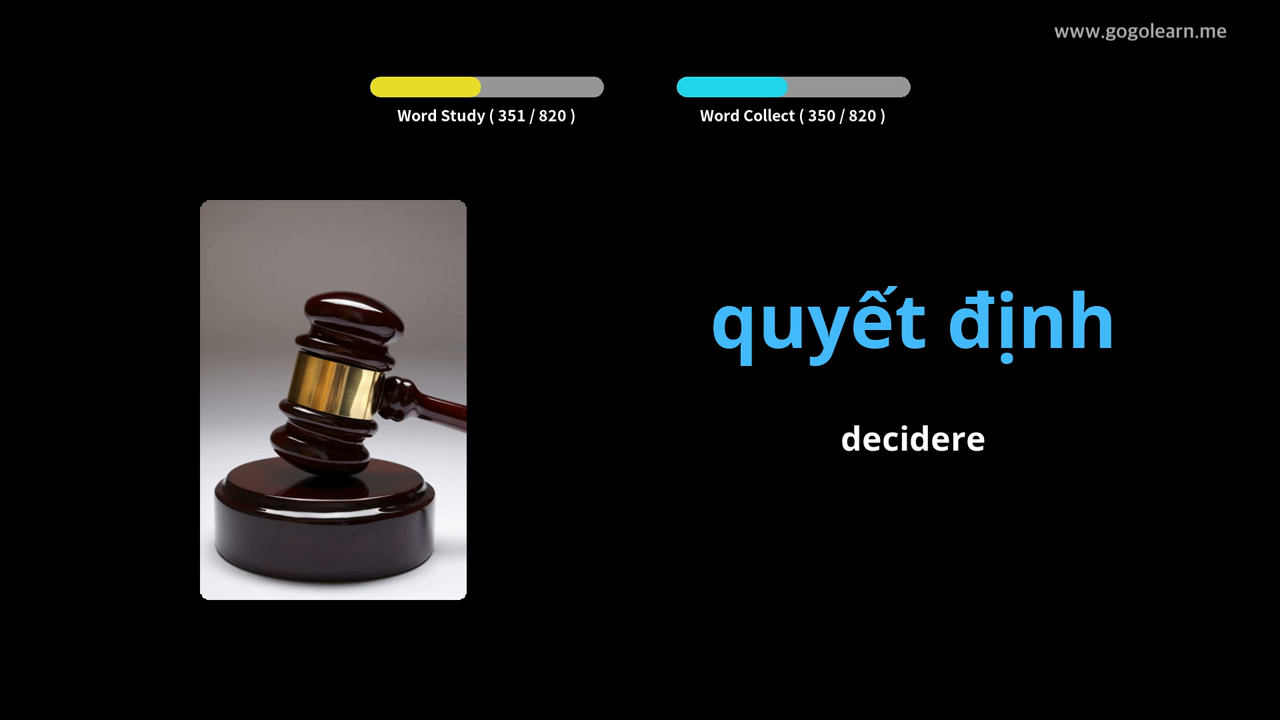 www.gogolearn.me
Word Study ( 351 / 820 )
Word Collect ( 350 / 820 )
quyết định
decidere